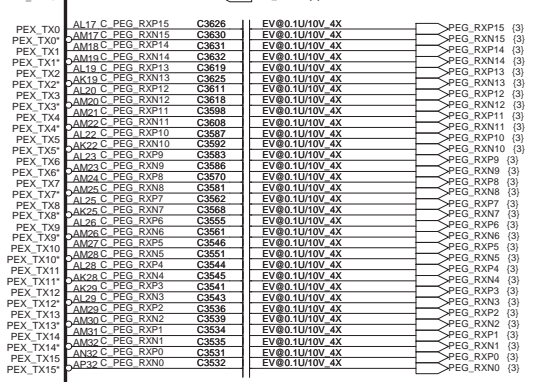 PEX_TX0 AL17 C_PEG_RXP15 C3626 EV@0.1U/10V_4X PEG_RXP15 {3}
PEX_TX0* AM17 C_PEG_RXN15 C3630 EV@0.1U/10V_4X PEG_RXN15 {3}
PEX_TX1 AM18 C_PEG_RXP14 C3631 EV@0.1U/10V_4X PEG_RXP14 {3}
PEX_TX1* AM19 C_PEG_RXN14 C3632 EV@0.1U/10V_4X PEG_RXN14 {3}
PEX_TX2 AL19 C_PEG_RXP13 C3619 EV@0.1U/10V_4X PEG_RXP13 {3}
PEX_TX2* AK19 C_PEG_RXN13 C3625 EV@0.1U/10V_4X PEG_RXN13 {3}
PEX_TX3 AL20 C_PEG_RXP12 C3611 EV@0.1U/10V_4X PEG_RXP12 {3}
PEX_TX3* AM20 C_PEG_RXN12 C3618 EV@0.1U/10V_4X PEG_RXN12 {3}
PEX_TX4 AM21 C_PEG_RXP11 C3598 EV@0.1U/10V_4X PEG_RXP11 {3}
PEX_TX4* AM22 C_PEG_RXN11 C3608 EV@0.1U/10V_4X PEG_RXN11 {3}
PEX_TX5 AL22 C_PEG_RXP10 C3587 EV@0.1U/10V_4X PEG_RXP10 {3}
PEX_TX5* AK22 C_PEG_RXN10 C3592 EV@0.1U/10V_4X PEG_RXN10 {3}
PEX_TX6 AL23 C_PEG_RXP9 C3583 EV@0.1U/10V_4X PEG_RXP9 {3}
PEX_TX6* AM23 C_PEG_RXN9 C3586 EV@0.1U/10V_4X PEG_RXN9 {3}
PEX_TX7 AM24 C_PEG_RXP8 C3570 EV@0.1U/10V_4X PEG_RXP8 {3}
PEX_TX7* AM25 C_PEG_RXN8 C3581 EV@0.1U/10V_4X PEG_RXN8 {3}
PEX_TX8 AL25 C_PEG_RXP7 C3562 EV@0.1U/10V_4X PEG_RXP7 {3}
PEX_TX8* AK25 C_PEG_RXN7 C3568 EV@0.1U/10V_4X PEG_RXN7 {3}
PEX_TX9 AL26 C_PEG_RXP6 C3555 EV@0.1U/10V_4X PEG_RXP6 {3}
PEX_TX9* AM26 C_PEG_RXN6 C3561 EV@0.1U/10V_4X PEG_RXN6 {3}
PEX_TX10 AM27 C_PEG_RXP5 C3546 EV@0.1U/10V_4X PEG_RXP5 {3}
PEX_TX10* AM28 C_PEG_RXN5 C3551 EV@0.1U/10V_4X PEG_RXN5 {3}
PEX_TX11 AL28 C_PEG_RXP4 C3544 EV@0.1U/10V_4X PEG_RXP4 {3}
PEX_TX11* AK28 C_PEG_RXN4 C3545 EV@0.1U/10V_4X PEG_RXN4 {3}
PEX_TX12 AK29 C_PEG_RXP3 C3541 EV@0.1U/10V_4X PEG_RXP3 {3}
PEX_TX12* AL29 C_PEG_RXN3 C3543 EV@0.1U/10V_4X PEG_RXN3 {3}
PEX_TX13 AM29 C_PEG_RXP2 C3536 EV@0.1U/10V_4X PEG_RXP2 {3}
PEX_TX13* AM30 C_PEG_RXN2 C3539 EV@0.1U/10V_4X PEG_RXN2 {3}
PEX_TX14 AM31 C_PEG_RXP1 C3534 EV@0.1U/10V_4X PEG_RXP1 {3}
PEX_TX14* AM32 C_PEG_RXN1 C3535 EV@0.1U/10V_4X PEG_RXN1 {3}
PEX_TX15 AN32 C_PEG_RXP0 C3531 EV@0.1U/10V_4X PEG_RXP0 {3}
PEX_TX15* AP32 C_PEG_RXN0 C3532 EV@0.1U/10V_4X PEG_RXN0 {3}